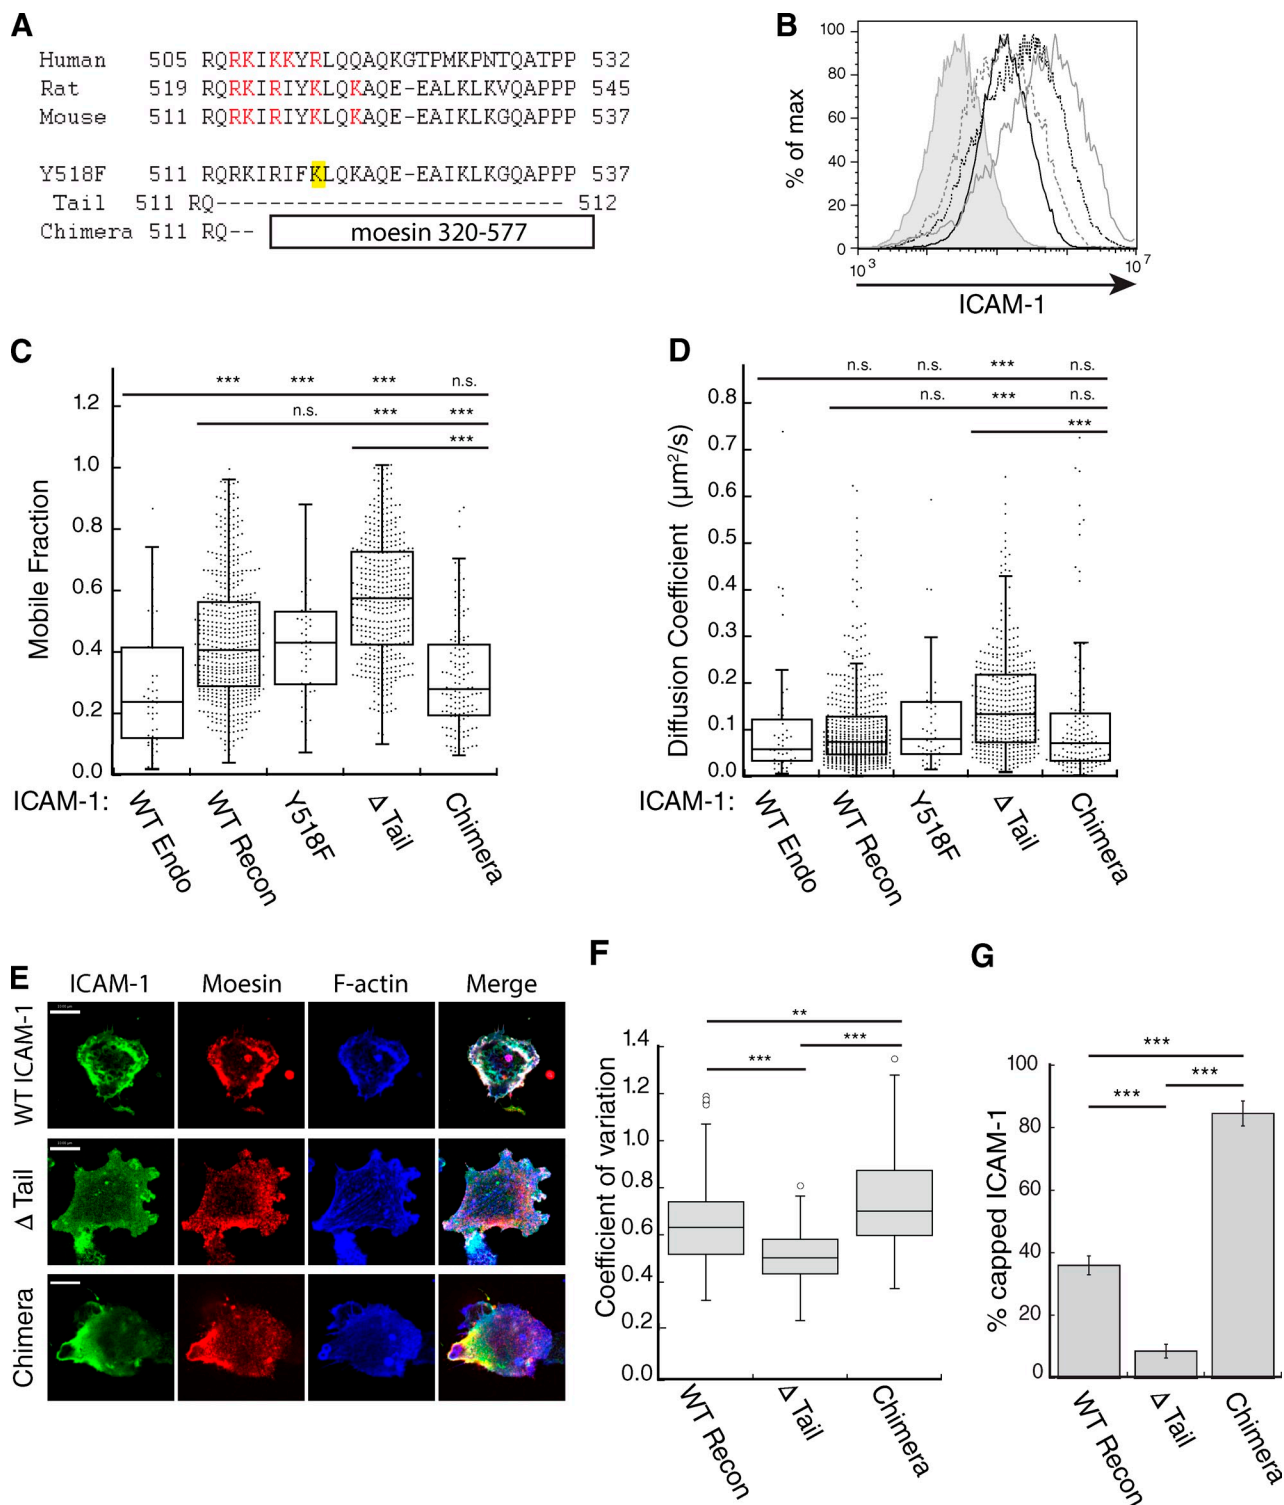 A
Human 505 RQRKIKKYRLQQAQKGTPMKPNTQATPP 532
Rat 519 RQRKIRIYKLQKAQE-EALKLKVQAPPP 545
Mouse 511 RQRKIRIYKLQKAQE-EAIKLKGQAPPP 537
Y518F 511 RQRKIRIFKLQKAQE-EAIKLKGQAPPP 537
Tail 511 RQ-------------------------- 512
Chimera 511 RQ-- moesin 320-577
B
% of max
100
80
60
40
20
0
10^3
10^7
ICAM-1
C
Mobile Fraction
1.2
1.0
0.8
0.6
0.4
0.2
0.0
*** *** *** n.s.
n.s. *** ***
***
ICAM-1: WT Endo WT Recon Y518F Δ Tail Chimera
D
Diffusion Coefficient (μm²/s)
0.8
0.7
0.6
0.5
0.4
0.3
0.2
0.1
0.0
n.s. n.s. *** n.s.
n.s. *** n.s.
***
ICAM-1: WT Endo WT Recon Y518F Δ Tail Chimera
E
ICAM-1 Moesin F-actin Merge
WT ICAM-1
Δ Tail
Chimera
F
Coefficient of variation
1.4
1.2
1.0
0.8
0.6
0.4
0.2
0.0
**
***
***
WT Recon Δ Tail Chimera
G
% capped ICAM-1
100
80
60
40
20
0
***
***
***
WT Recon Δ Tail Chimera